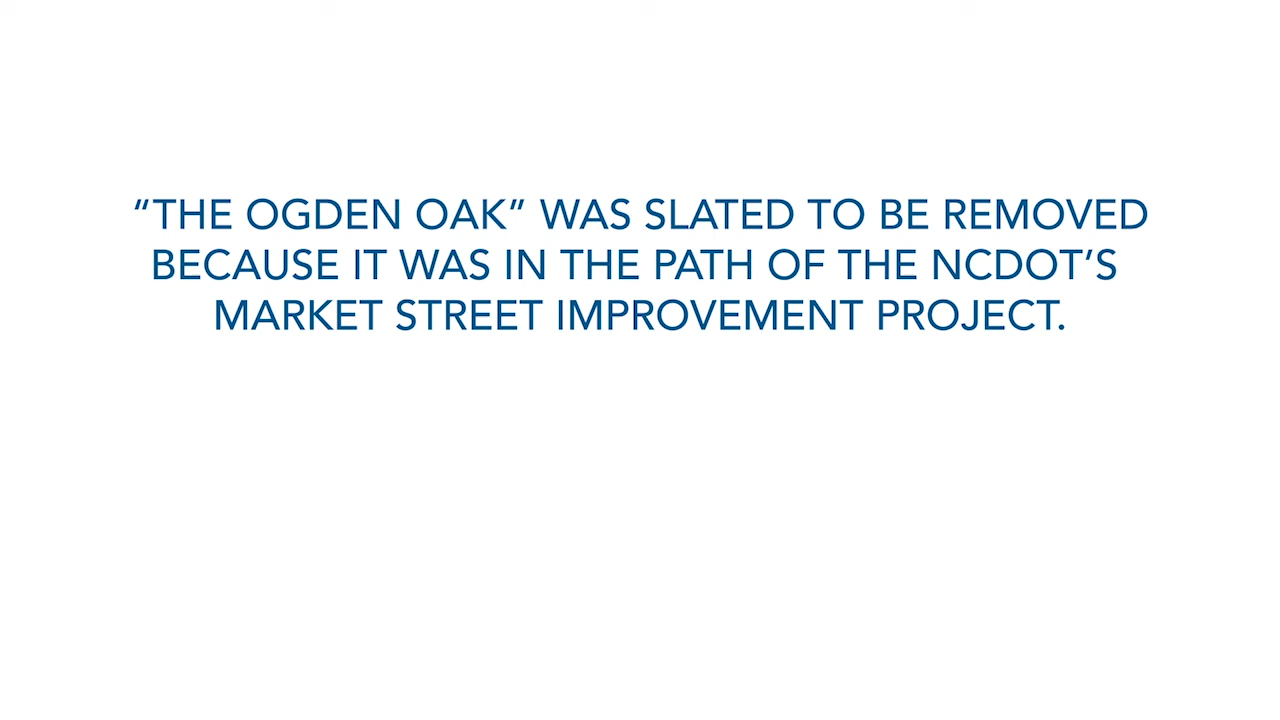 “THE OGDEN OAK” WAS SLATED TO BE REMOVED
BECAUSE IT WAS IN THE PATH OF THE NCDOT’S
MARKET STREET IMPROVEMENT PROJECT.